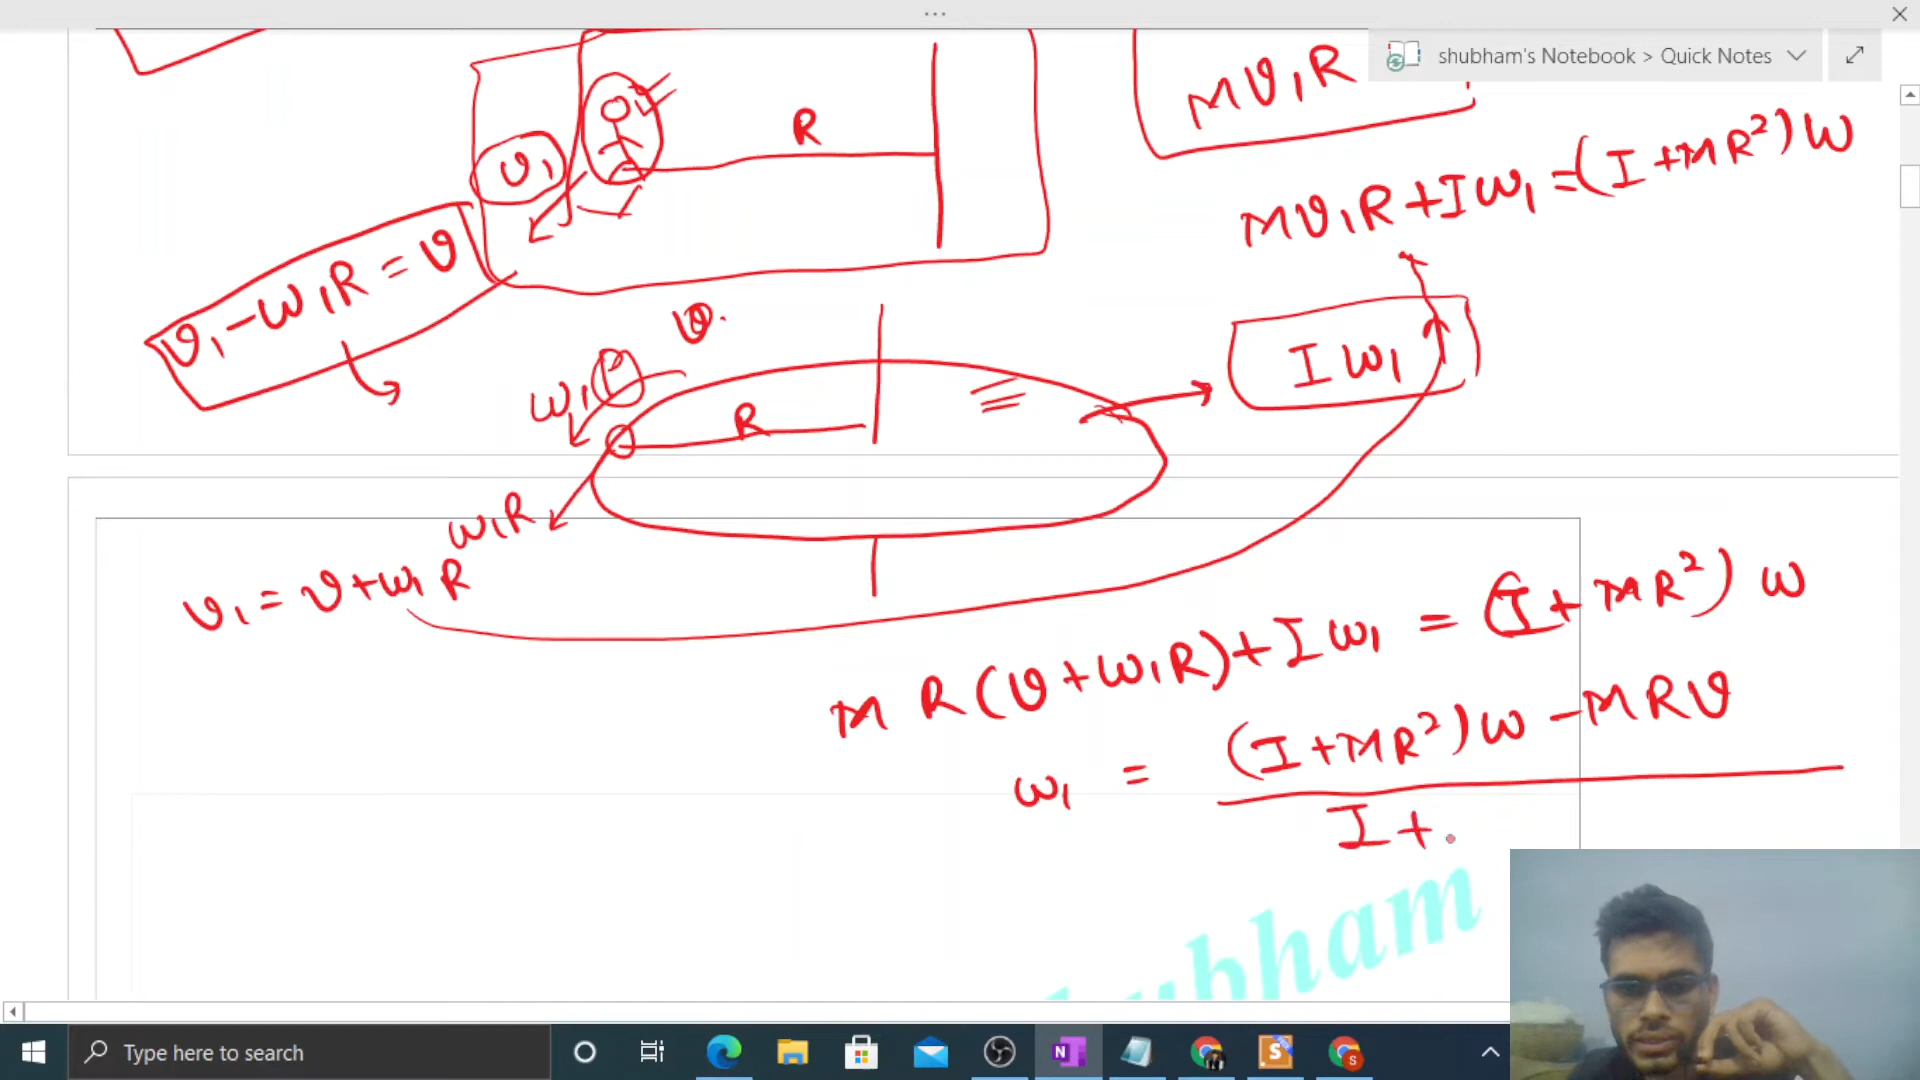 shubham's Notebook > Quick Notes
R
MV₁R
V₁
MV₁R + Iω₁ = (I + MR²) ω
V₁ - ω₁R = V
V
ω₁
R
Iω₁
ω₁R
V₁ = V + ω₁R
MR(V + ω₁R) + Iω₁ = (I + MR²) ω
ω₁ = (I + MR²) ω - MRV
I +
shubham
Type here to search